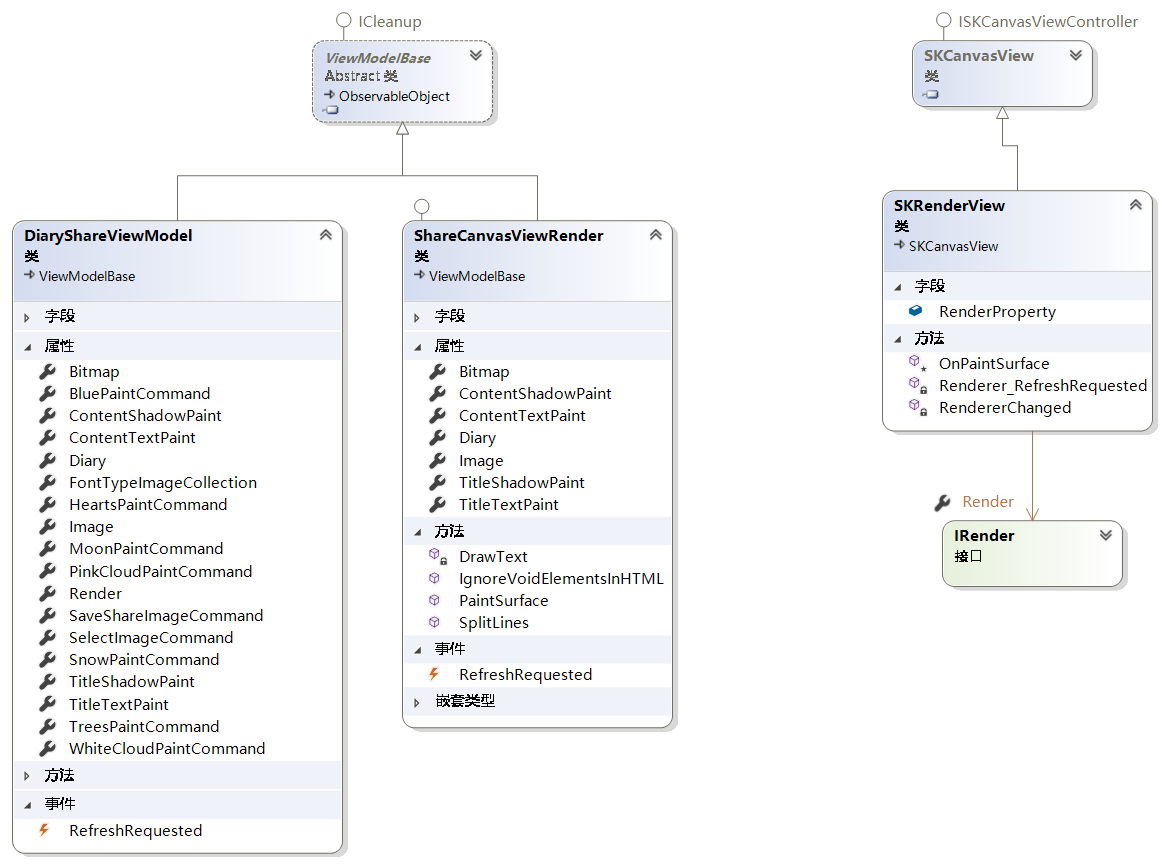 ICleanup
ViewModelBase
Abstract 类
ObservableObject
ISKCanvasViewController
SKCanvasView
类
DiaryShareViewModel
类
ViewModelBase
字段
属性
Bitmap
BluePaintCommand
ContentShadowPaint
ContentTextPaint
Diary
FontTypeImageCollection
HeartsPaintCommand
Image
MoonPaintCommand
PinkCloudPaintCommand
Render
SaveShareImageCommand
SelectImageCommand
SnowPaintCommand
TitleShadowPaint
TitleTextPaint
TreesPaintCommand
WhiteCloudPaintCommand
方法
事件
RefreshRequested
ShareCanvasViewRender
类
ViewModelBase
字段
属性
Bitmap
ContentShadowPaint
ContentTextPaint
Diary
Image
TitleShadowPaint
TitleTextPaint
方法
DrawText
IgnoreVoidElementsInHTML
PaintSurface
SplitLines
事件
RefreshRequested
嵌套类型
SKRenderView
类
SKCanvasView
字段
RenderProperty
方法
OnPaintSurface
Renderer_RefreshRequested
RendererChanged
Render
IRender
接口